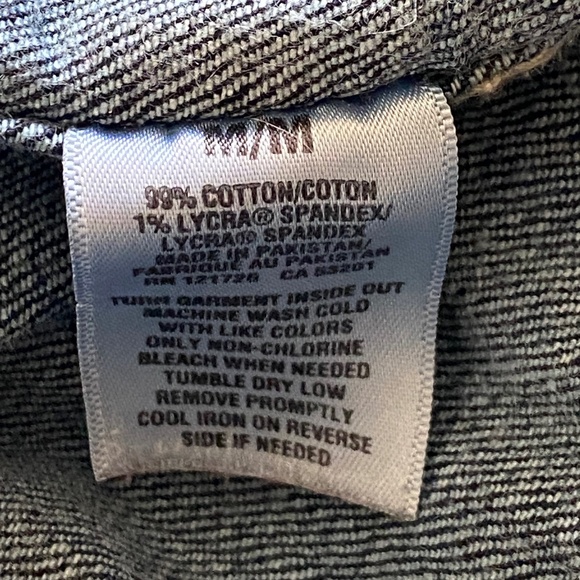 M/M
99% COTTON/COTON
1% LYCRA® SPANDEX/
LYCRA® SPANDEX
MADE IN PAKISTAN/
FABRIQUE AU PAKISTAN
RN 121726 CA 53201
TURN GARMENT INSIDE OUT
MACHINE WASH COLD
WITH LIKE COLORS
ONLY NON-CHLORINE
BLEACH WHEN NEEDED
TUMBLE DRY LOW
REMOVE PROMPTLY
COOL IRON ON REVERSE
SIDE IF NEEDED